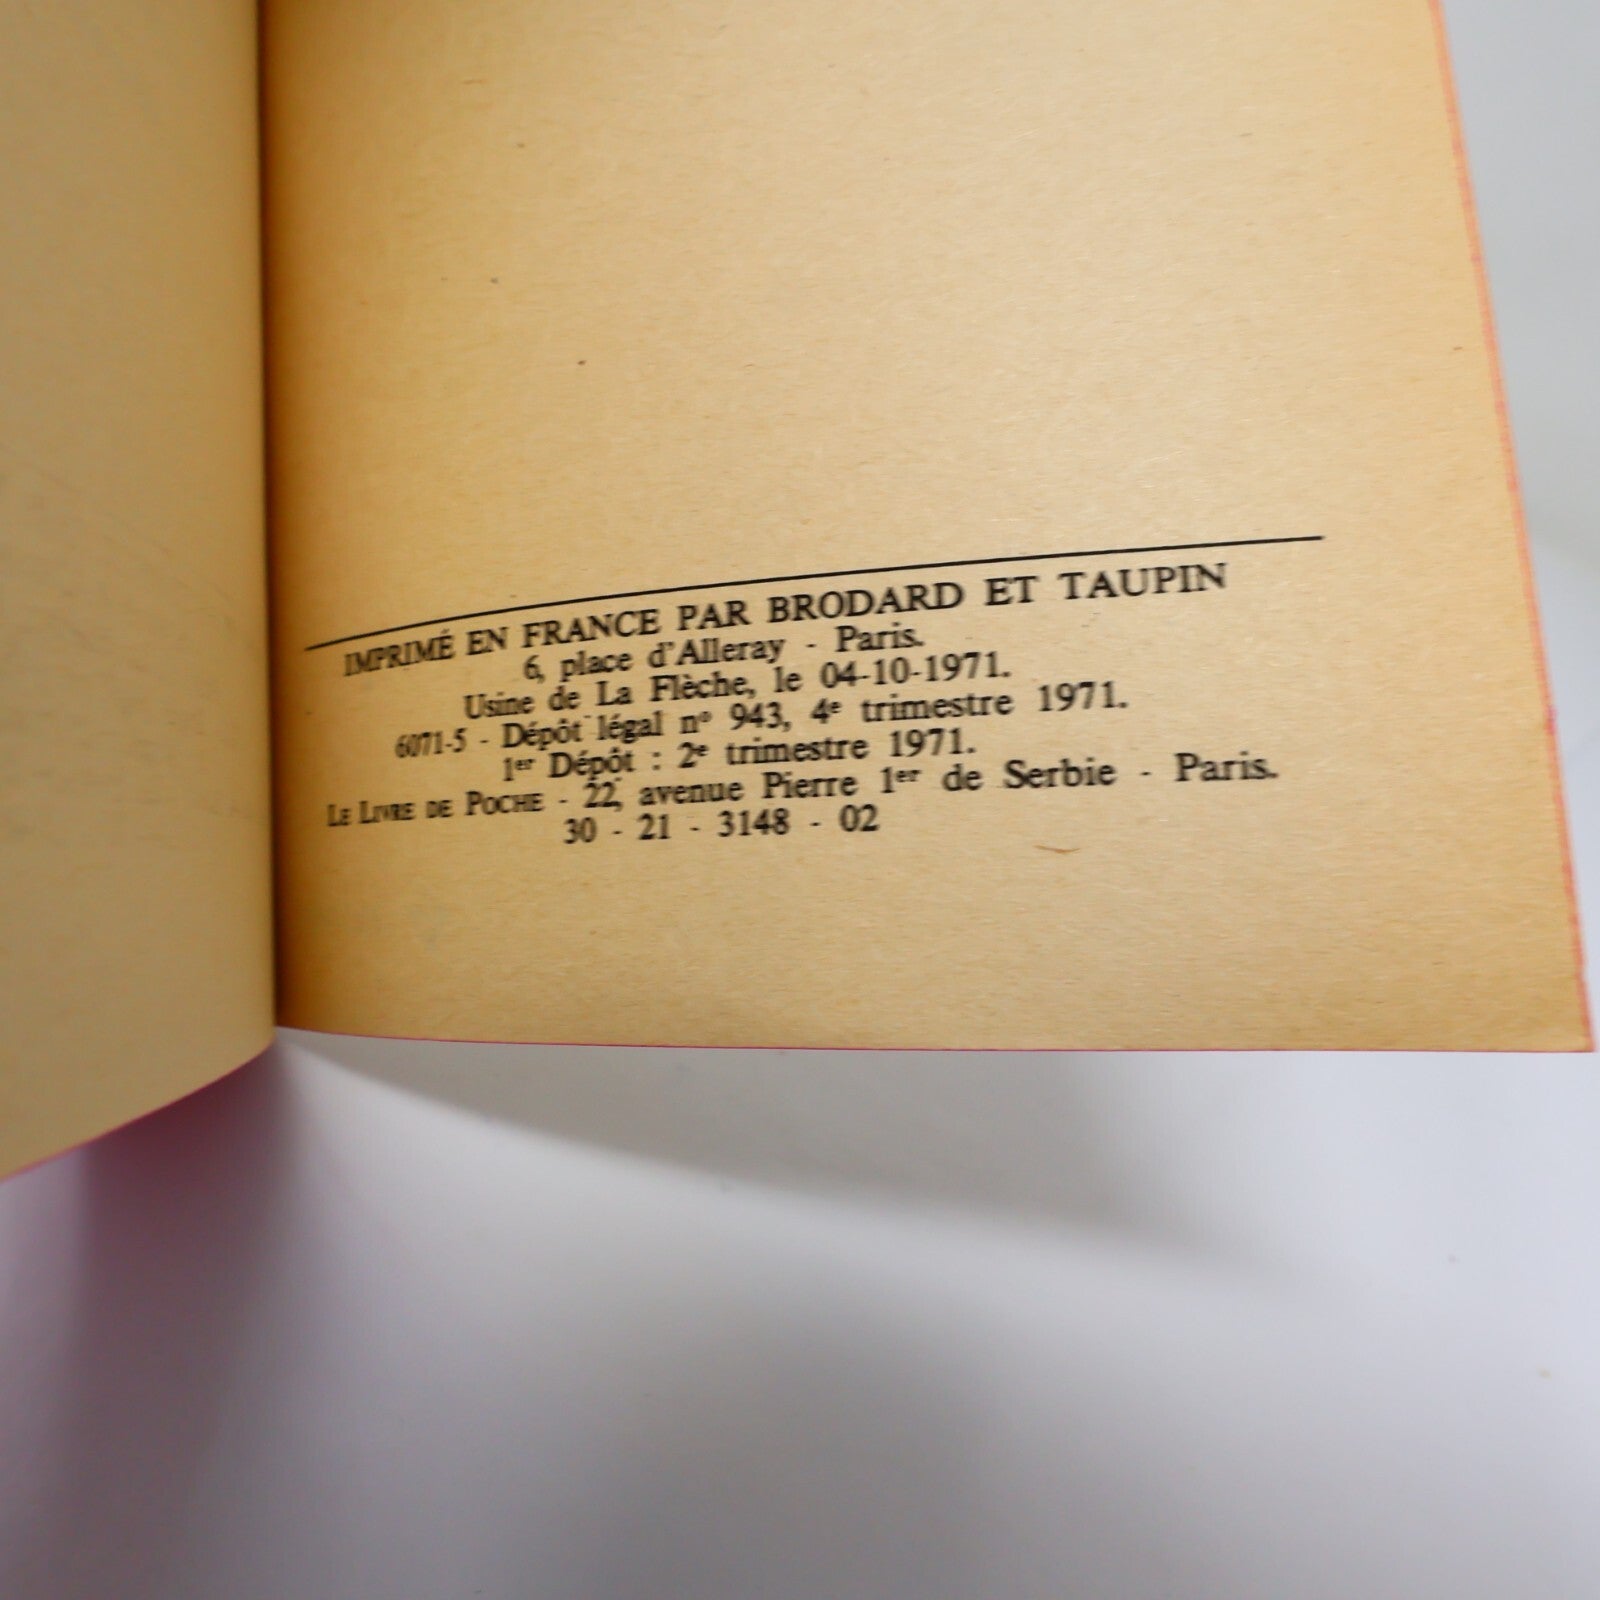 IMPRIMÉ EN FRANCE PAR BRODARD ET TAUPIN
6, place d'Alleray - Paris.
Usine de La Flèche, le 04-10-1971.
6071-5 - Dépôt légal nº 943, 4e trimestre 1971.
1er Dépôt : 2e trimestre 1971.
LE LIVRE DE POCHE - 22, avenue Pierre 1er de Serbie - Paris.
30 - 21 - 3148 - 02